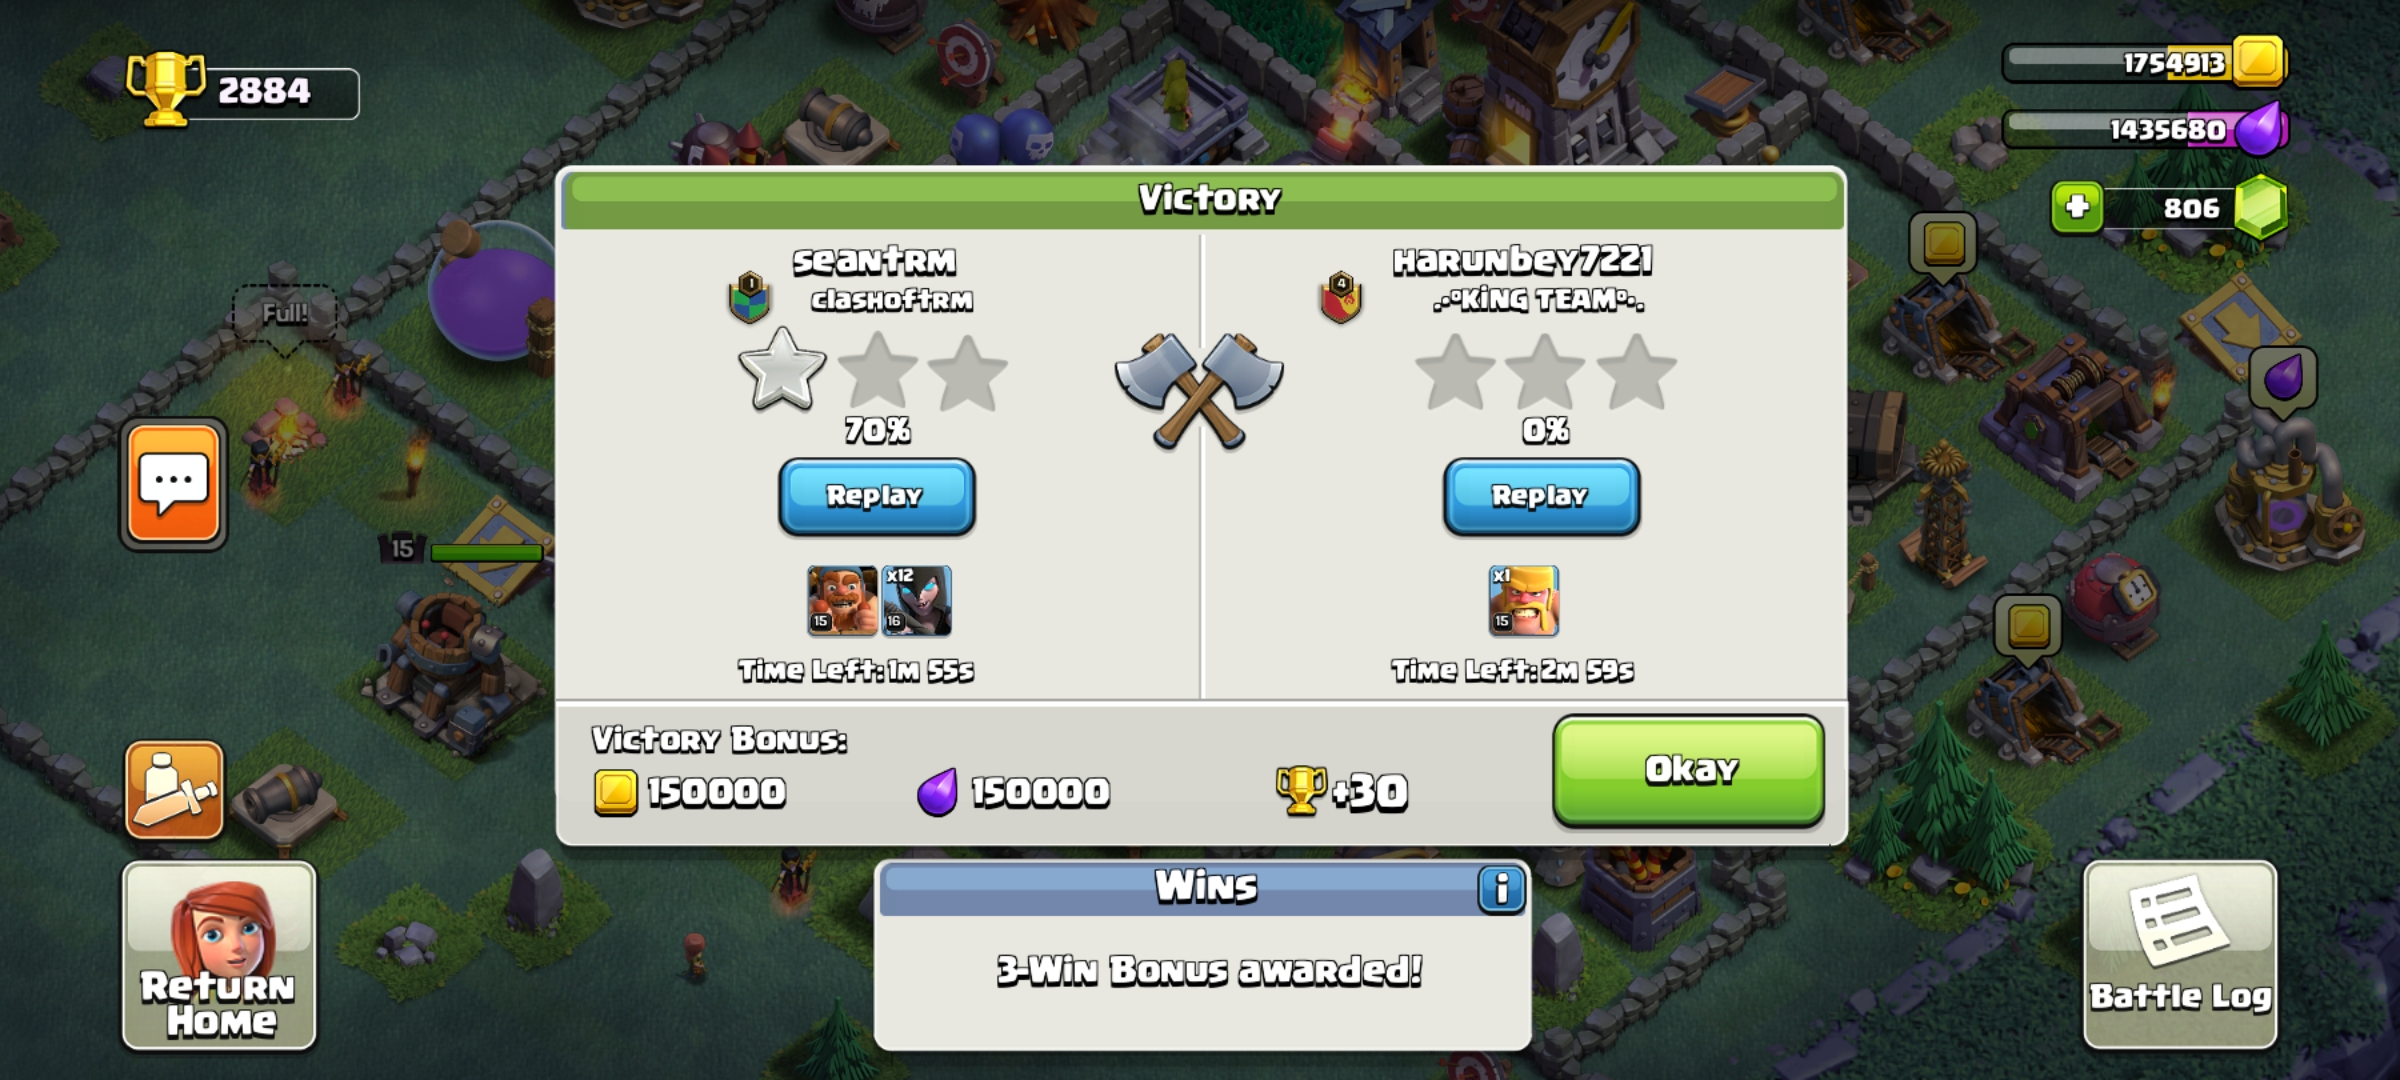 2884
1754913
1435680
806
Full!
15
Victory
seantrm
clashoftrm
1
70%
Replay
15
x12
16
Time Left: 1m 55s
Harunbey7221
.•°KiNG TEAM°•.
4
0%
Replay
x1
15
Time Left: 2m 59s
Victory Bonus:
150000
150000
+30
Okay
Wins
i
3-Win Bonus awarded!
Return
Home
Battle Log